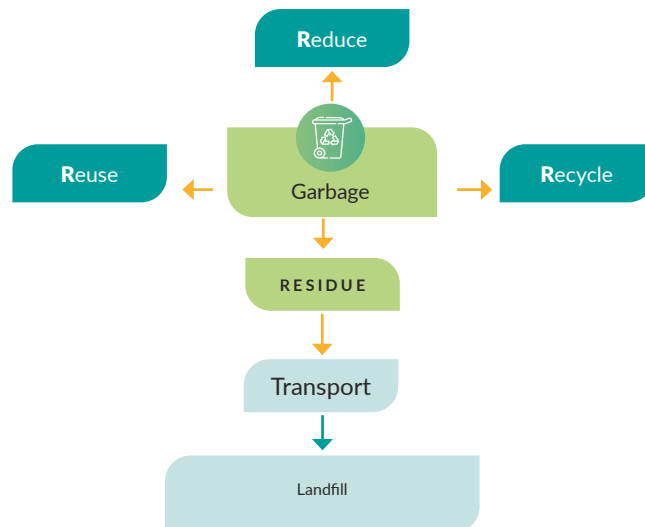 Reduce
Reuse
Garbage
Recycle
RESIDUE
Transport
Landfill